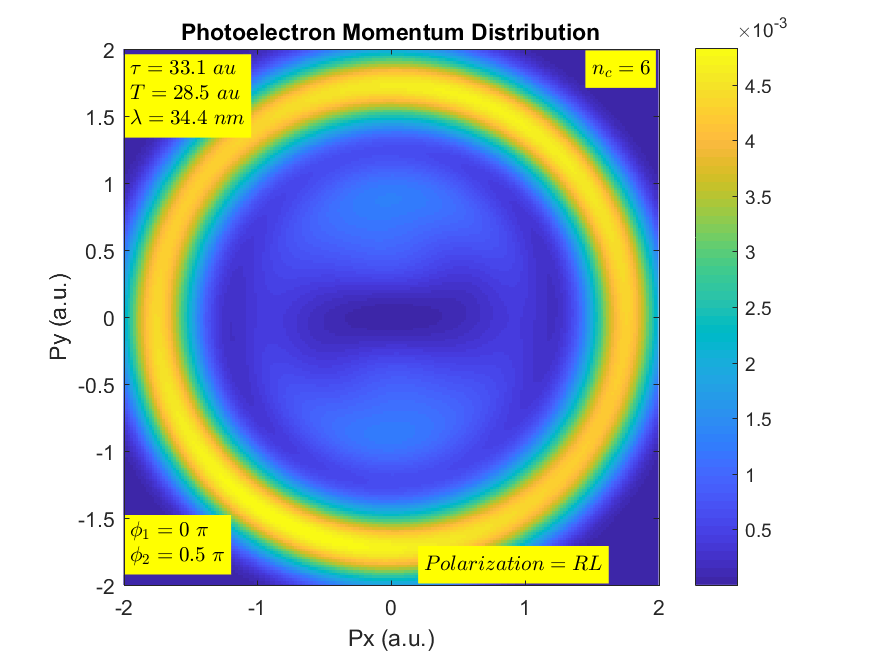 Photoelectron Momentum Distribution
×10⁻³
τ = 33.1 au
T = 28.5 au
λ = 34.4 nm
n_c = 6
2
1.5
1
0.5
0
-0.5
-1
-1.5
-2
Py (a.u.)
ϕ₁ = 0 π
ϕ₂ = 0.5 π
Polarization = RL
-2
-1
0
1
2
Px (a.u.)
4.5
4
3.5
3
2.5
2
1.5
1
0.5